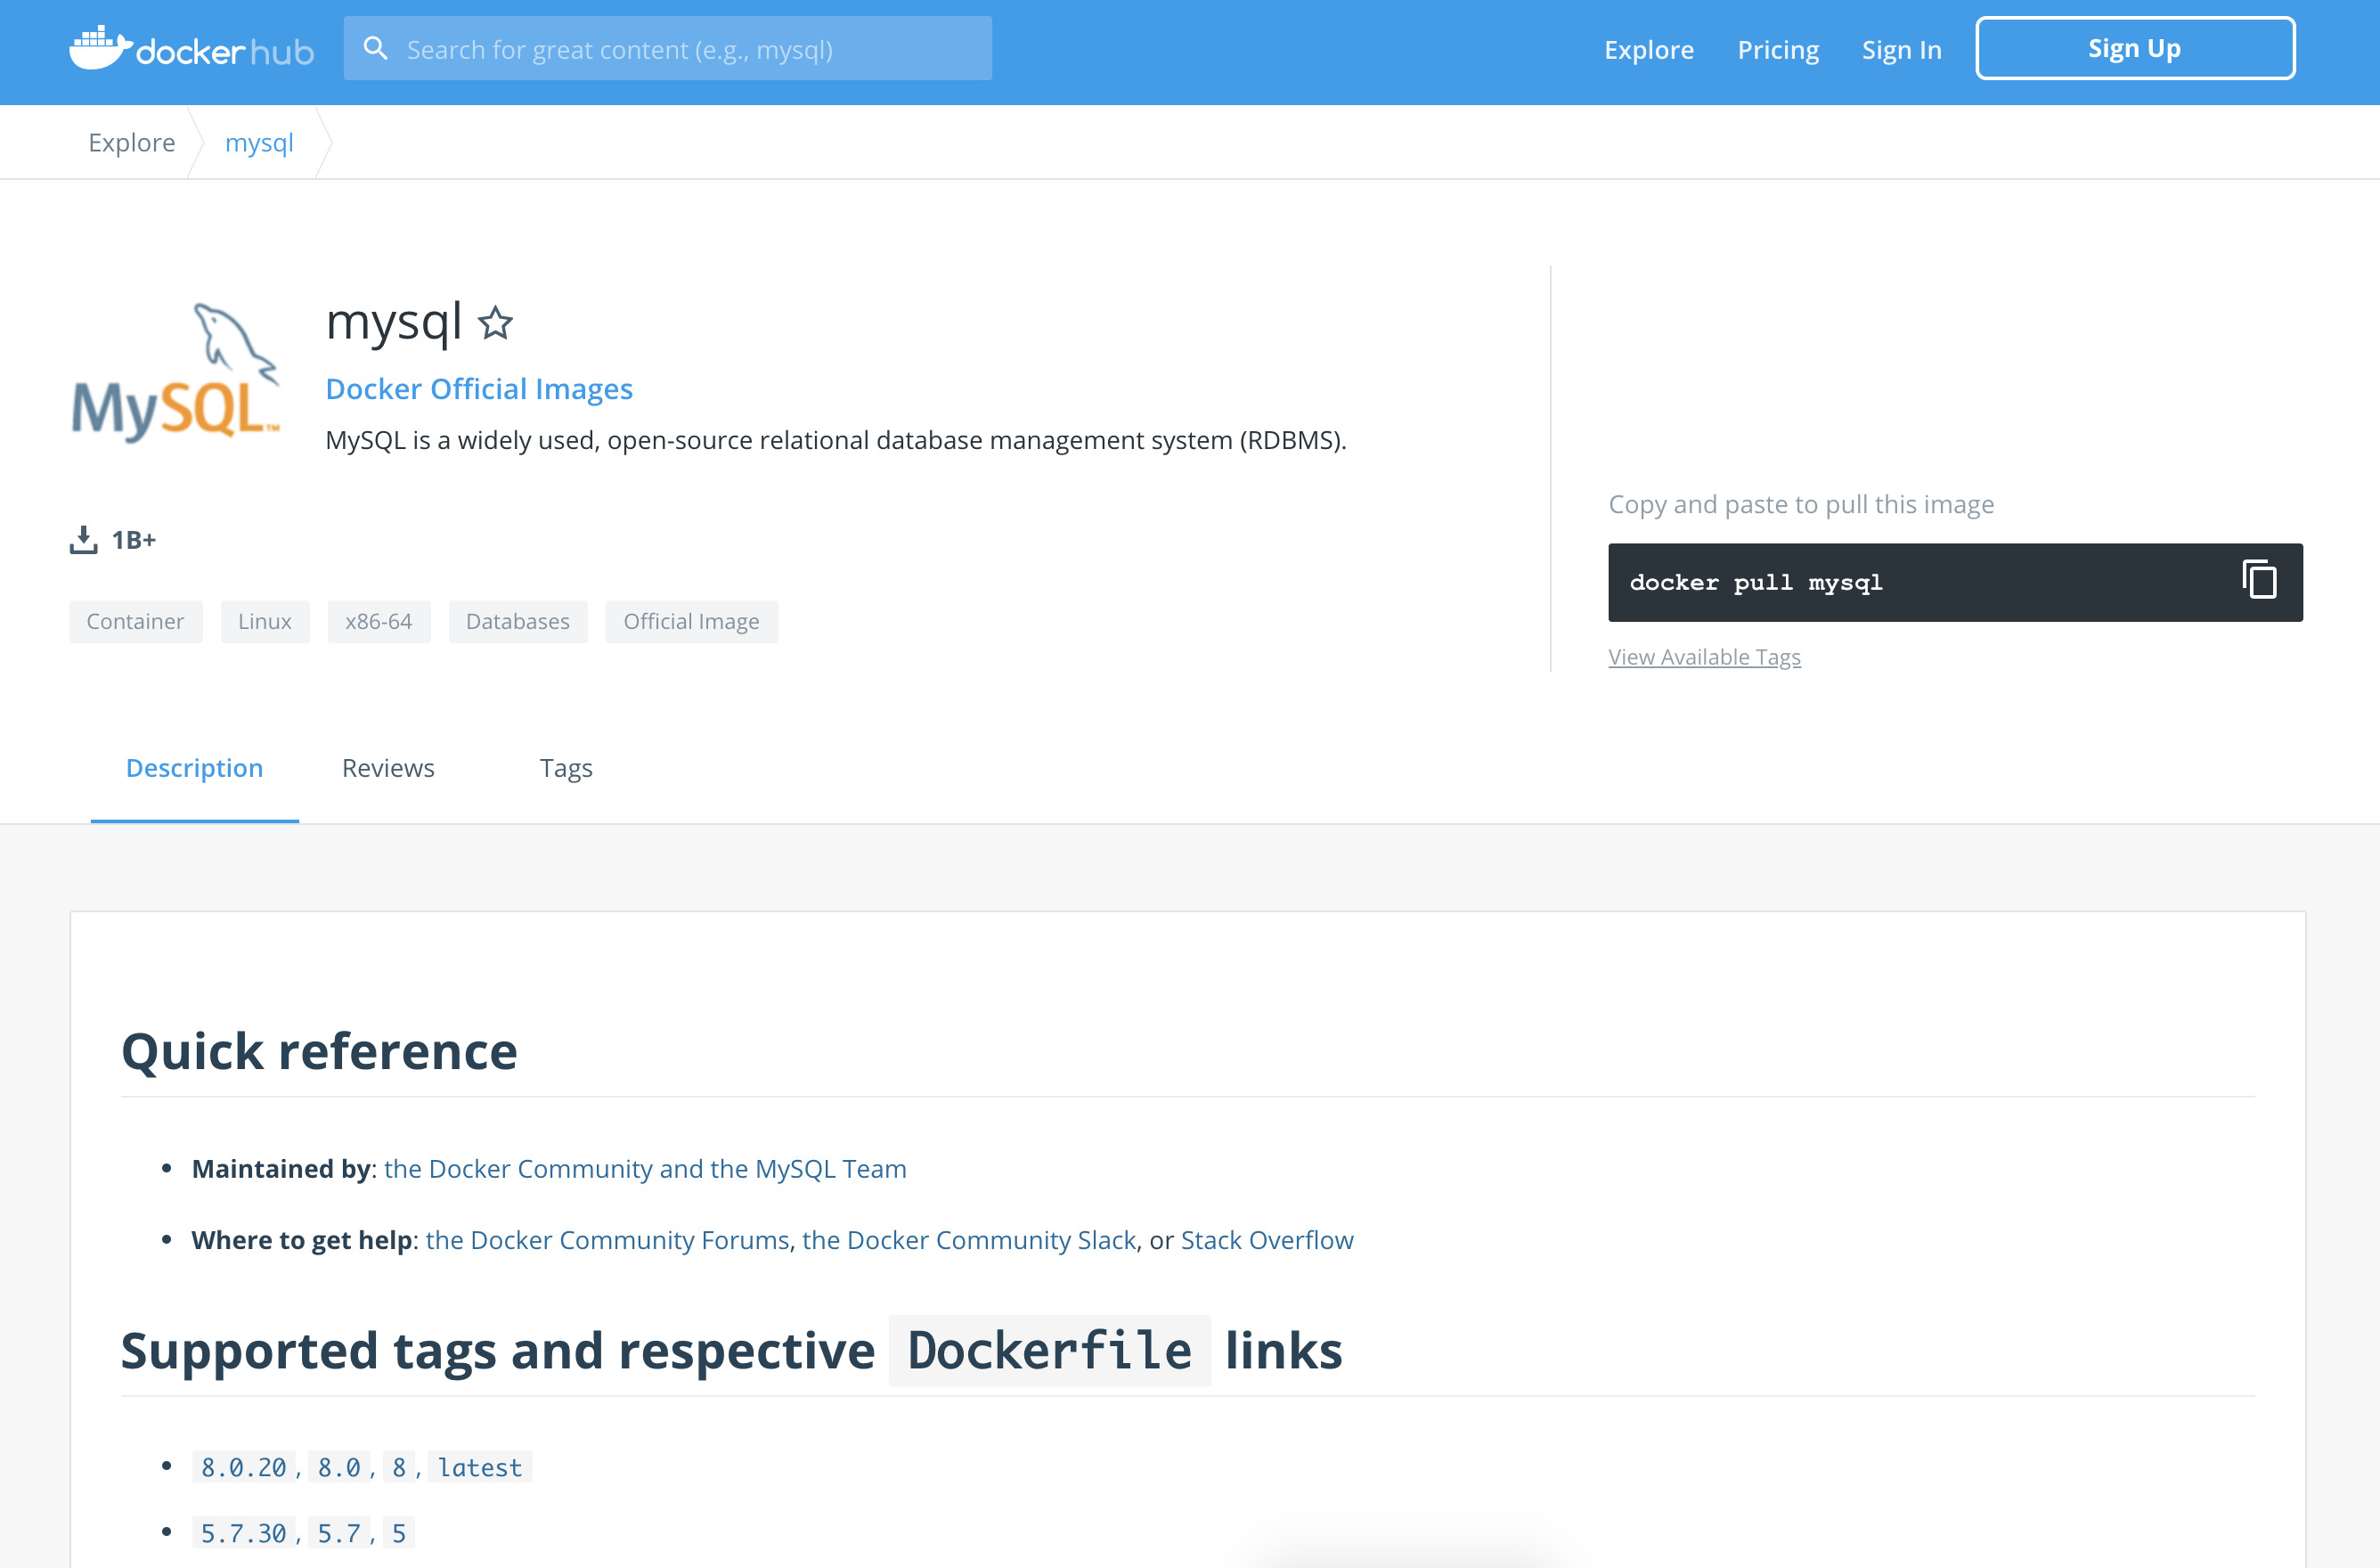 dockerhub
Search for great content (e.g., mysql)
Explore
Pricing
Sign In
Sign Up
Explore
mysql
MySQL™
mysql
Docker Official Images
MySQL is a widely used, open-source relational database management system (RDBMS).
1B+
Container
Linux
x86-64
Databases
Official Image
Copy and paste to pull this image
docker pull mysql
View Available Tags
Description
Reviews
Tags
Quick reference
• Maintained by: the Docker Community and the MySQL Team
• Where to get help: the Docker Community Forums, the Docker Community Slack, or Stack Overflow
Supported tags and respective Dockerfile links
• 8.0.20, 8.0, 8, latest
• 5.7.30, 5.7, 5